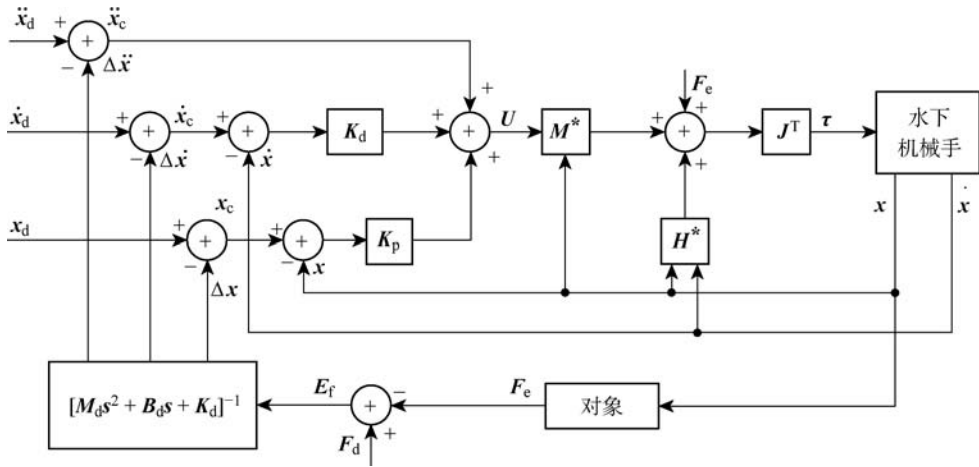 ẍd + ẍc
+
− Δẍ
+
ẋd + ẋc + Kd + U M* + Fe + Jᵀ τ 水下
机械手
+ + + +
− Δẋ − ẋ
+
+
x ẋ
xc
xd + + Kp H*
+ +
− Δx − x
[Mds² + Bds + Kd]⁻¹
Ef − Fe 对象
+
Fd +